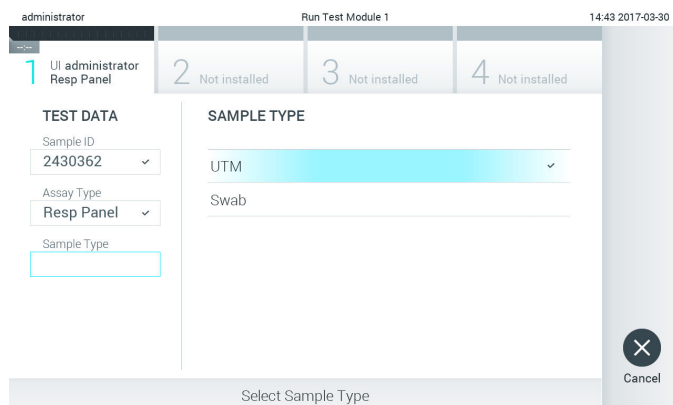 administrator
Run Test Module 1
14:43 2017-03-30
--:--
1
UI administrator
Resp Panel
2 Not installed
3 Not installed
4 Not installed
TEST DATA
Sample ID
2430362
Assay Type
Resp Panel
Sample Type
SAMPLE TYPE
UTM
Swab
Cancel
Select Sample Type